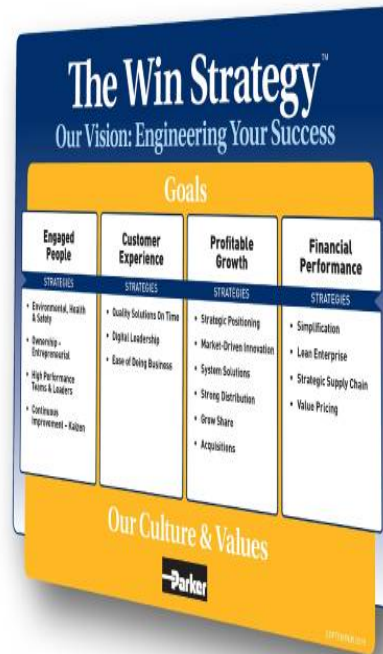 The Win Strategy™
Our Vision: Engineering Your Success
Goals
Engaged
People
STRATEGIES
• Environmental, Health
& Safety
• Ownership –
Entrepreneurial
• High Performance
Teams & Leaders
• Continuous
Improvement – Kaizen
Customer
Experience
STRATEGIES
• Quality Solutions On Time
• Digital Leadership
• Ease of Doing Business
Profitable
Growth
STRATEGIES
• Strategic Positioning
• Market-Driven Innovation
• System Solutions
• Strong Distribution
• Grow Share
• Acquisitions
Financial
Performance
STRATEGIES
• Simplification
• Lean Enterprise
• Strategic Supply Chain
• Value Pricing
Our Culture & Values
Parker